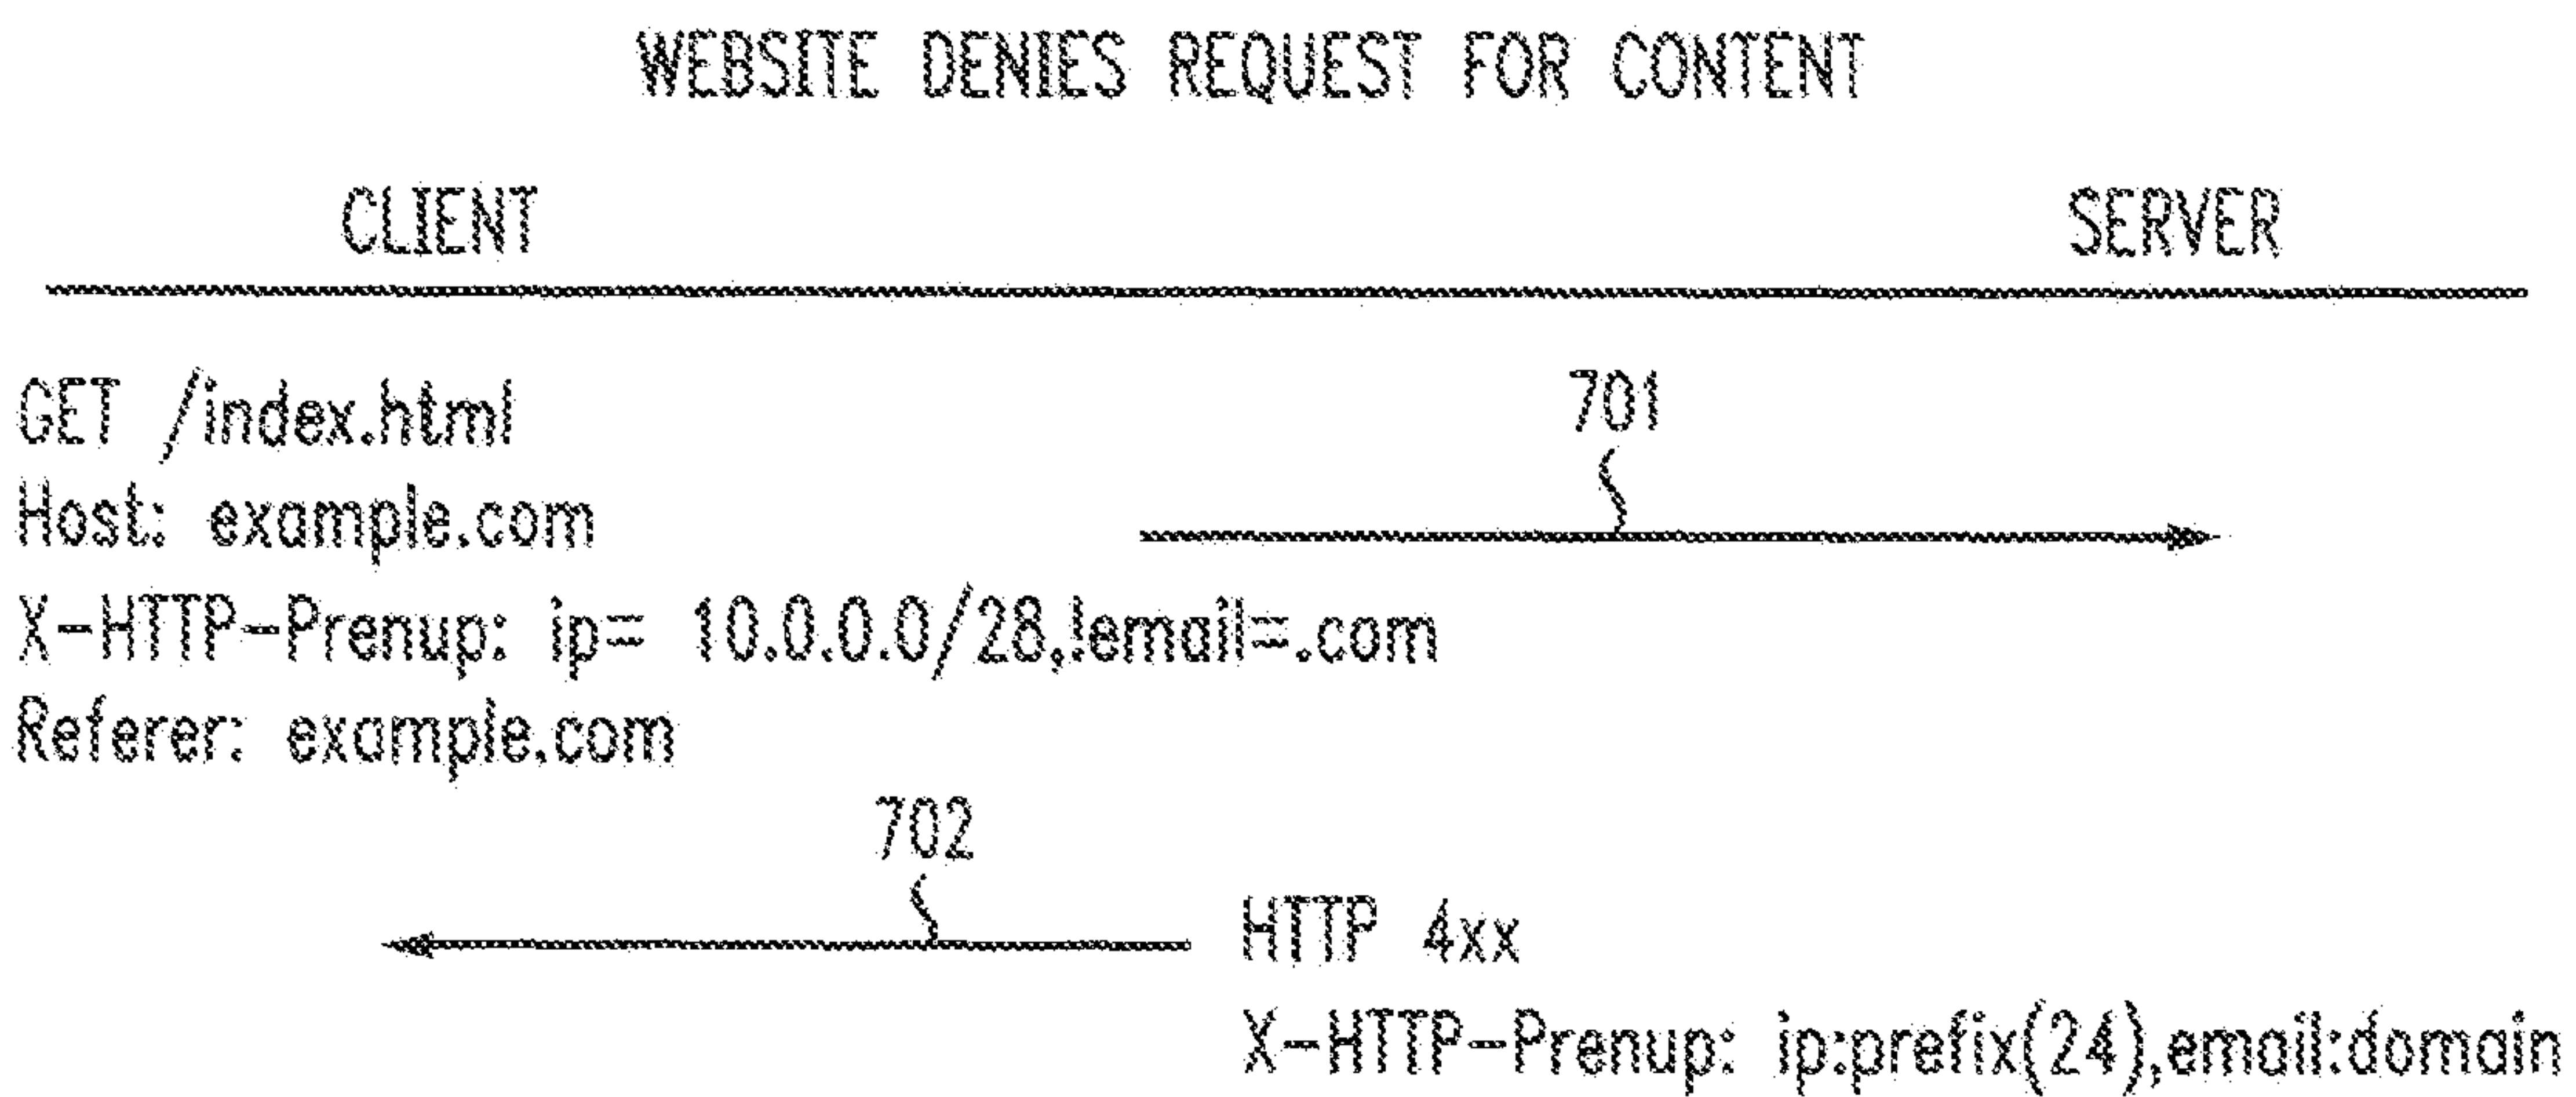 WEBSITE DENIES REQUEST FOR CONTENT
CLIENT SERVER
GET /index.html
701
Host: example.com
X-HTTP-Prenup: ip= 10.0.0.0/28,!email=.com
Referer: example.com
702
HTTP 4xx
X-HTTP-Prenup: ip:prefix(24),email:domain